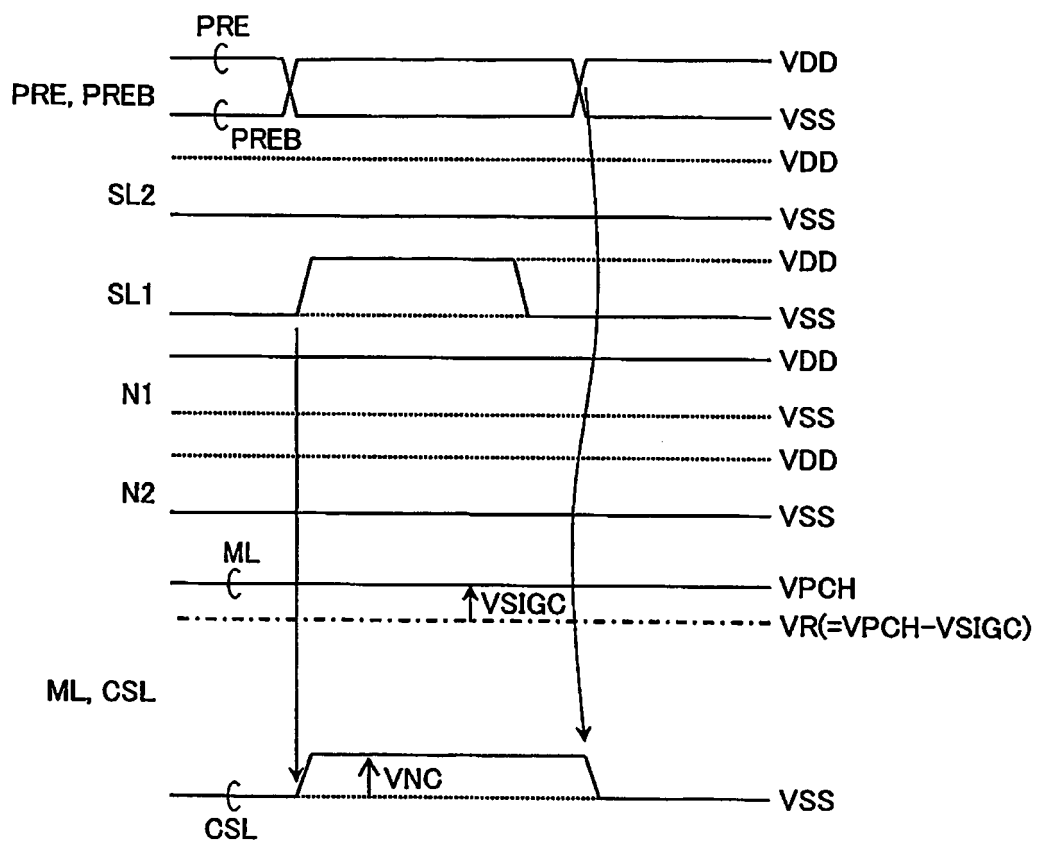 PRE
PRE, PREB
VDD
VSS
PREB
VDD
SL2
VSS
VDD
SL1
VSS
VDD
N1
VSS
VDD
N2
VSS
ML
VPCH
VSIGC
VR(=VPCH-VSIGC)
ML, CSL
VNC
VSS
CSL